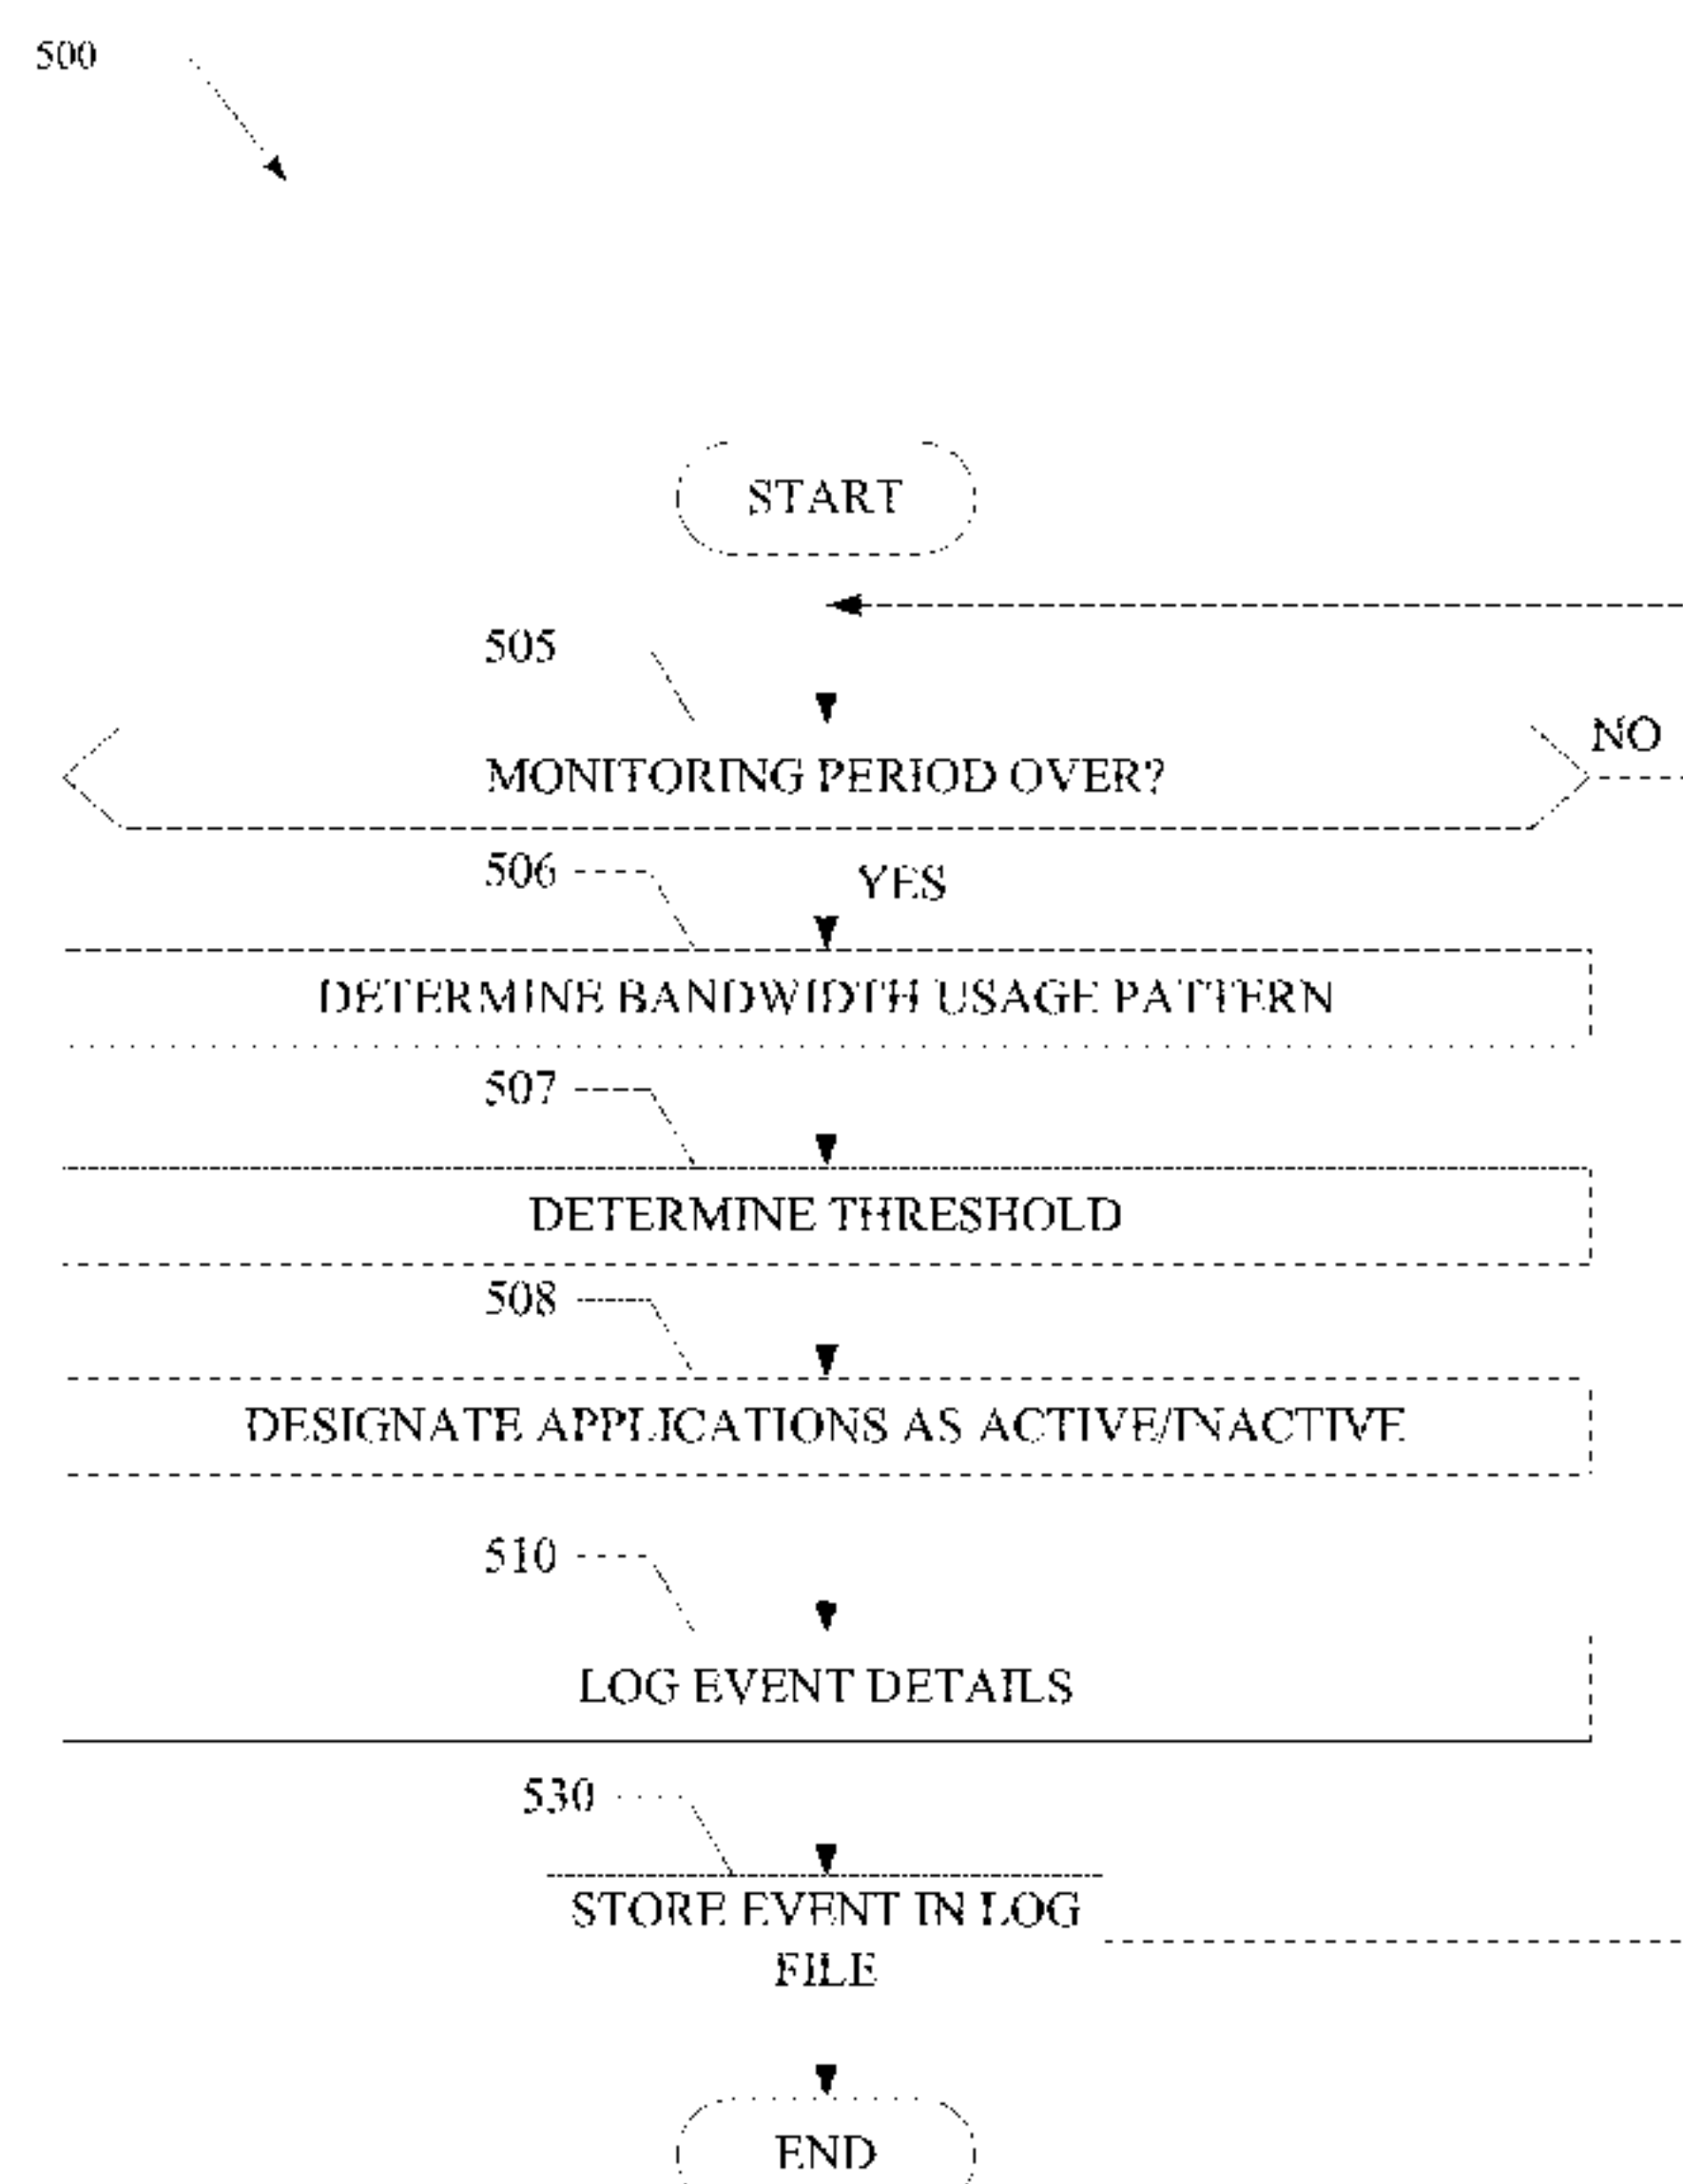 500
START
505
MONITORING PERIOD OVER?
NO
506
YES
DETERMINE BANDWIDTH USAGE PATTERN
507
DETERMINE THRESHOLD
508
DESIGNATE APPLICATIONS AS ACTIVE/INACTIVE
510
LOG EVENT DETAILS
530
STORE EVENT IN LOG
FILE
END